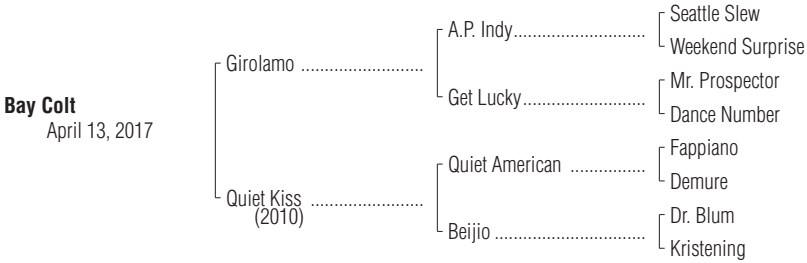 Seattle Slew
A.P. Indy..............................
Weekend Surprise
Girolamo ...........................
Mr. Prospector
Get Lucky............................
Dance Number
Bay Colt
April 13, 2017
Fappiano
Quiet American .................
Demure
Quiet Kiss .........................
(2010)
Dr. Blum
Beijio ..................................
Kristening